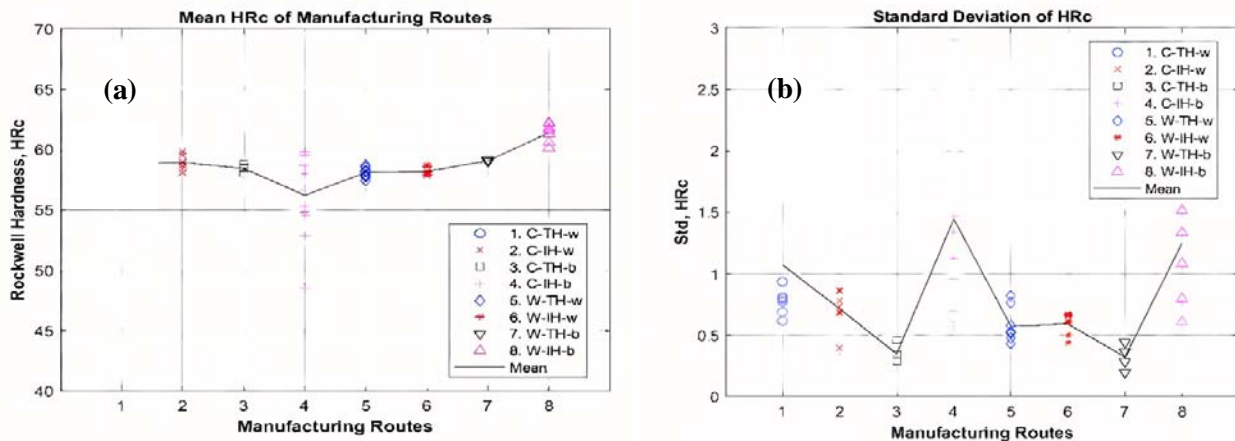 Mean HRc of Manufacturing Routes
(a)
Rockwell Hardness, HRc
70
65
60
55
50
45
40
1. C-TH-w
2. C-IH-w
3. C-TH-b
4. C-IH-b
5. W-TH-w
6. W-IH-w
7. W-TH-b
8. W-IH-b
Mean
1 2 3 4 5 6 7 8
Manufacturing Routes
Standard Deviation of HRc
(b)
Std, HRc
3
2.5
2
1.5
1
0.5
0
1. C-TH-w
2. C-IH-w
3. C-TH-b
4. C-IH-b
5. W-TH-w
6. W-IH-w
7. W-TH-b
8. W-IH-b
Mean
1 2 3 4 5 6 7 8
Manufacturing Routes